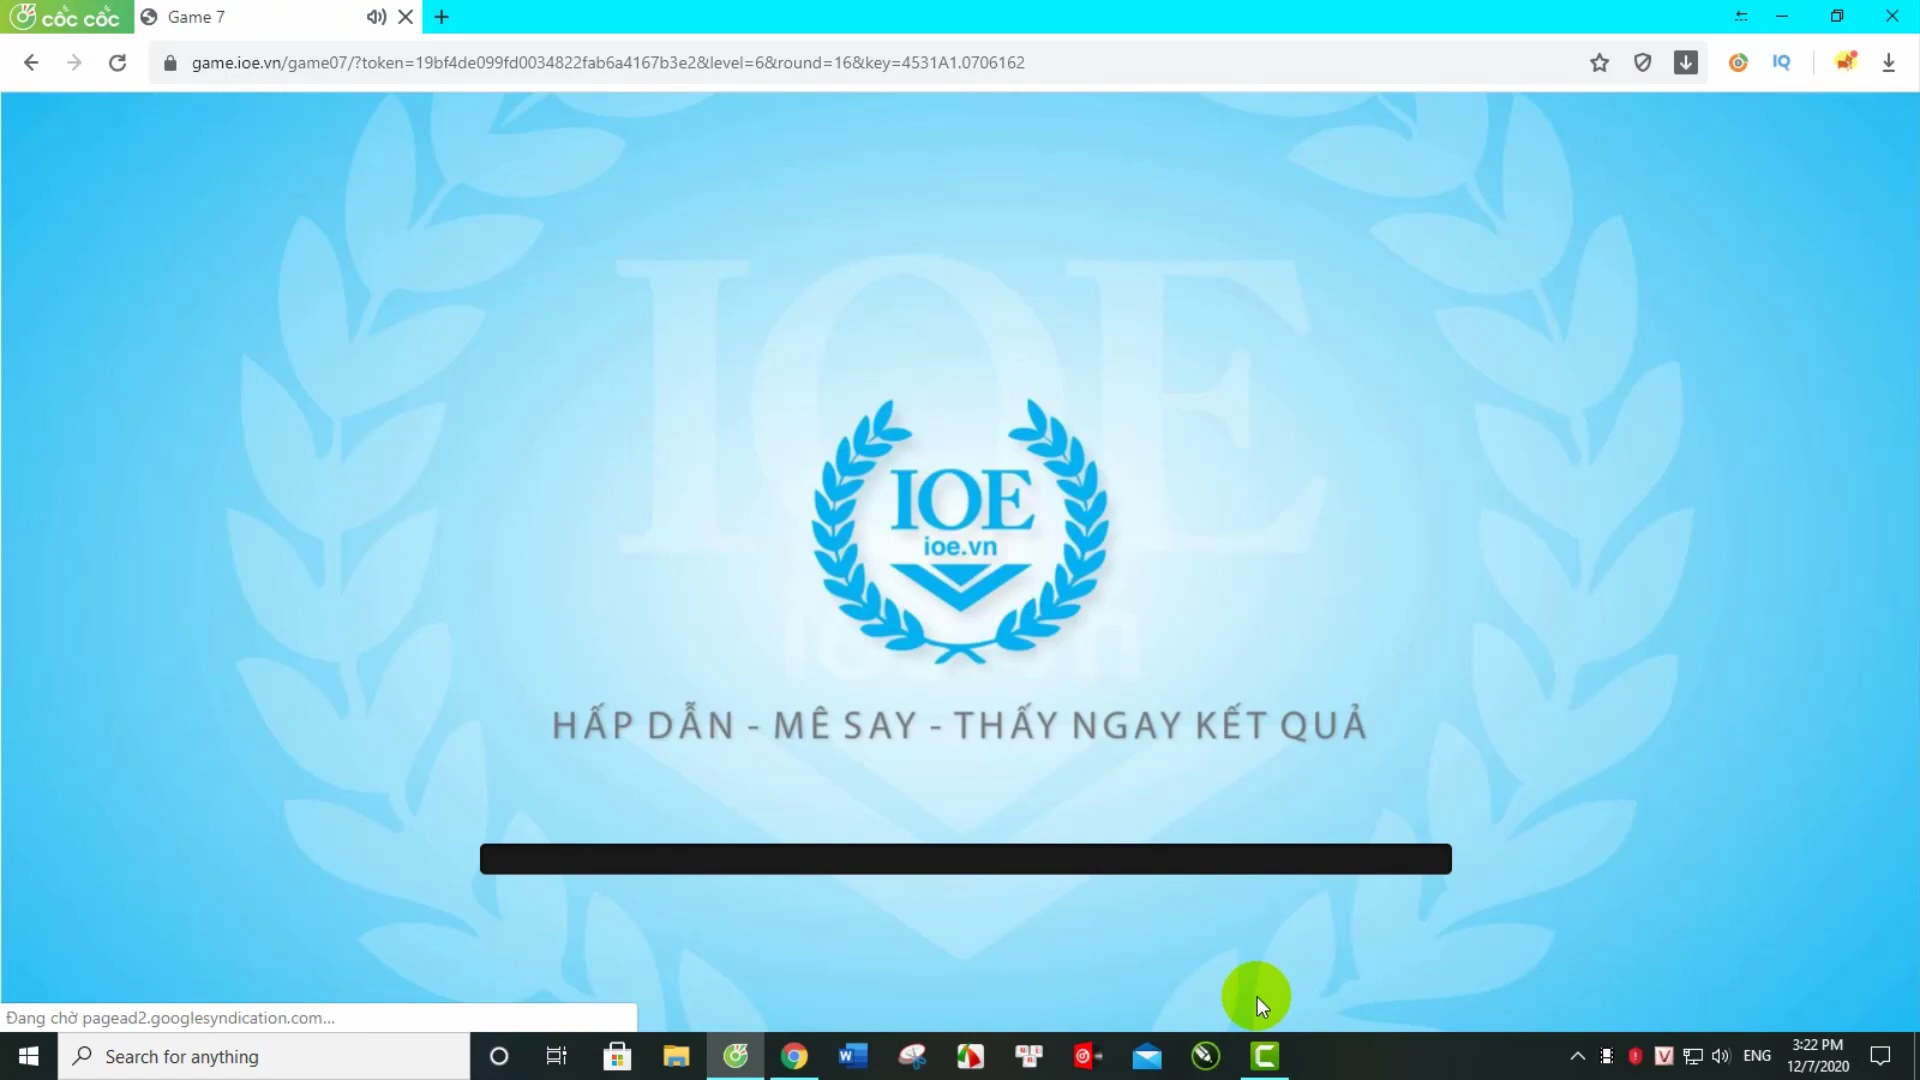 cốc cốc
Game 7
game.ioe.vn/game07/?token=19bf4de099fd0034822fab6a4167b3e2&level=6&round=16&key=4531A1.0706162
IQ
IOE
IOE
ioe.vn
HẤP DẪN - MÊ SAY - THẤY NGAY KẾT QUẢ
Đang chờ pagead2.googlesyndication.com...
Search for anything
ENG
3:22 PM
12/7/2020